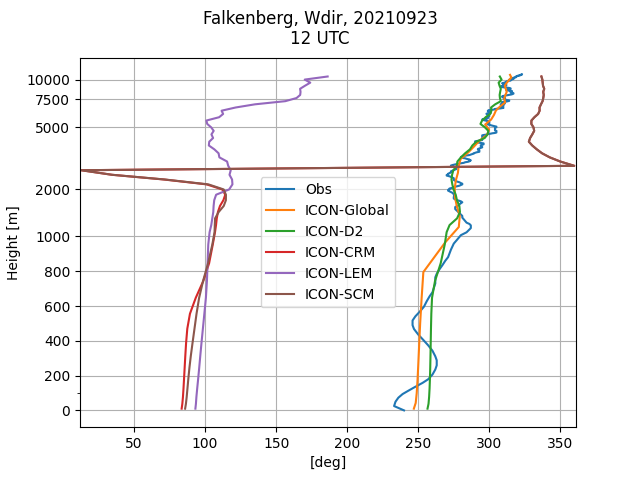 Falkenberg, Wdir, 20210923
12 UTC
Height [m]
10000
7500
5000
2000
1000
800
600
400
200
0
Obs
ICON-Global
ICON-D2
ICON-CRM
ICON-LEM
ICON-SCM
50 100 150 200 250 300 350
[deg]